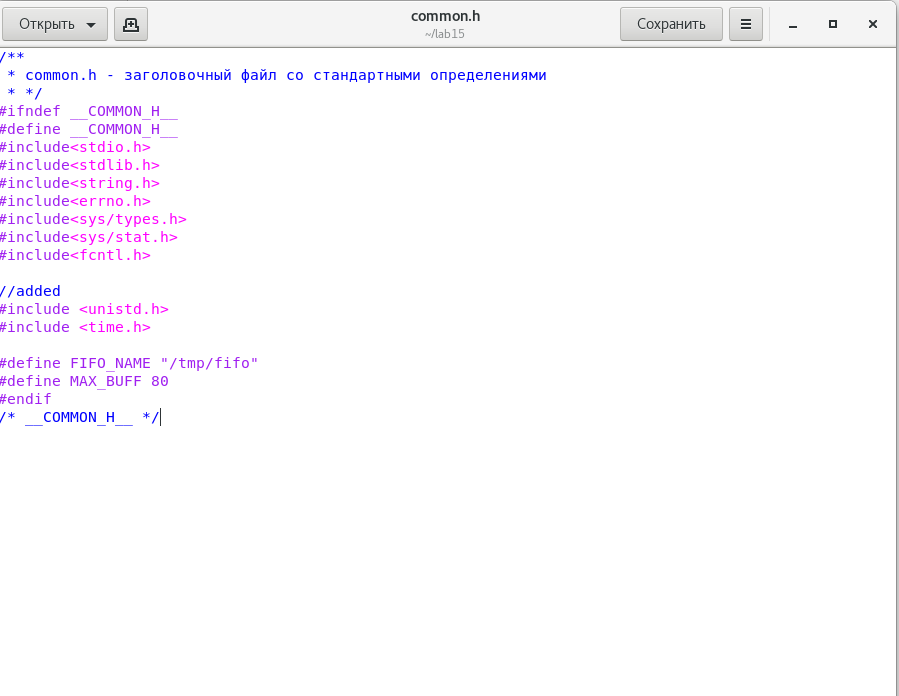 Открыть
common.h
~/lab15
Сохранить
/**
 * common.h - заголовочный файл со стандартными определениями
 * */
#ifndef __COMMON_H__
#define __COMMON_H__
#include<stdio.h>
#include<stdlib.h>
#include<string.h>
#include<errno.h>
#include<sys/types.h>
#include<sys/stat.h>
#include<fcntl.h>

//added
#include <unistd.h>
#include <time.h>

#define FIFO_NAME "/tmp/fifo"
#define MAX_BUFF 80
#endif
/* __COMMON_H__ */